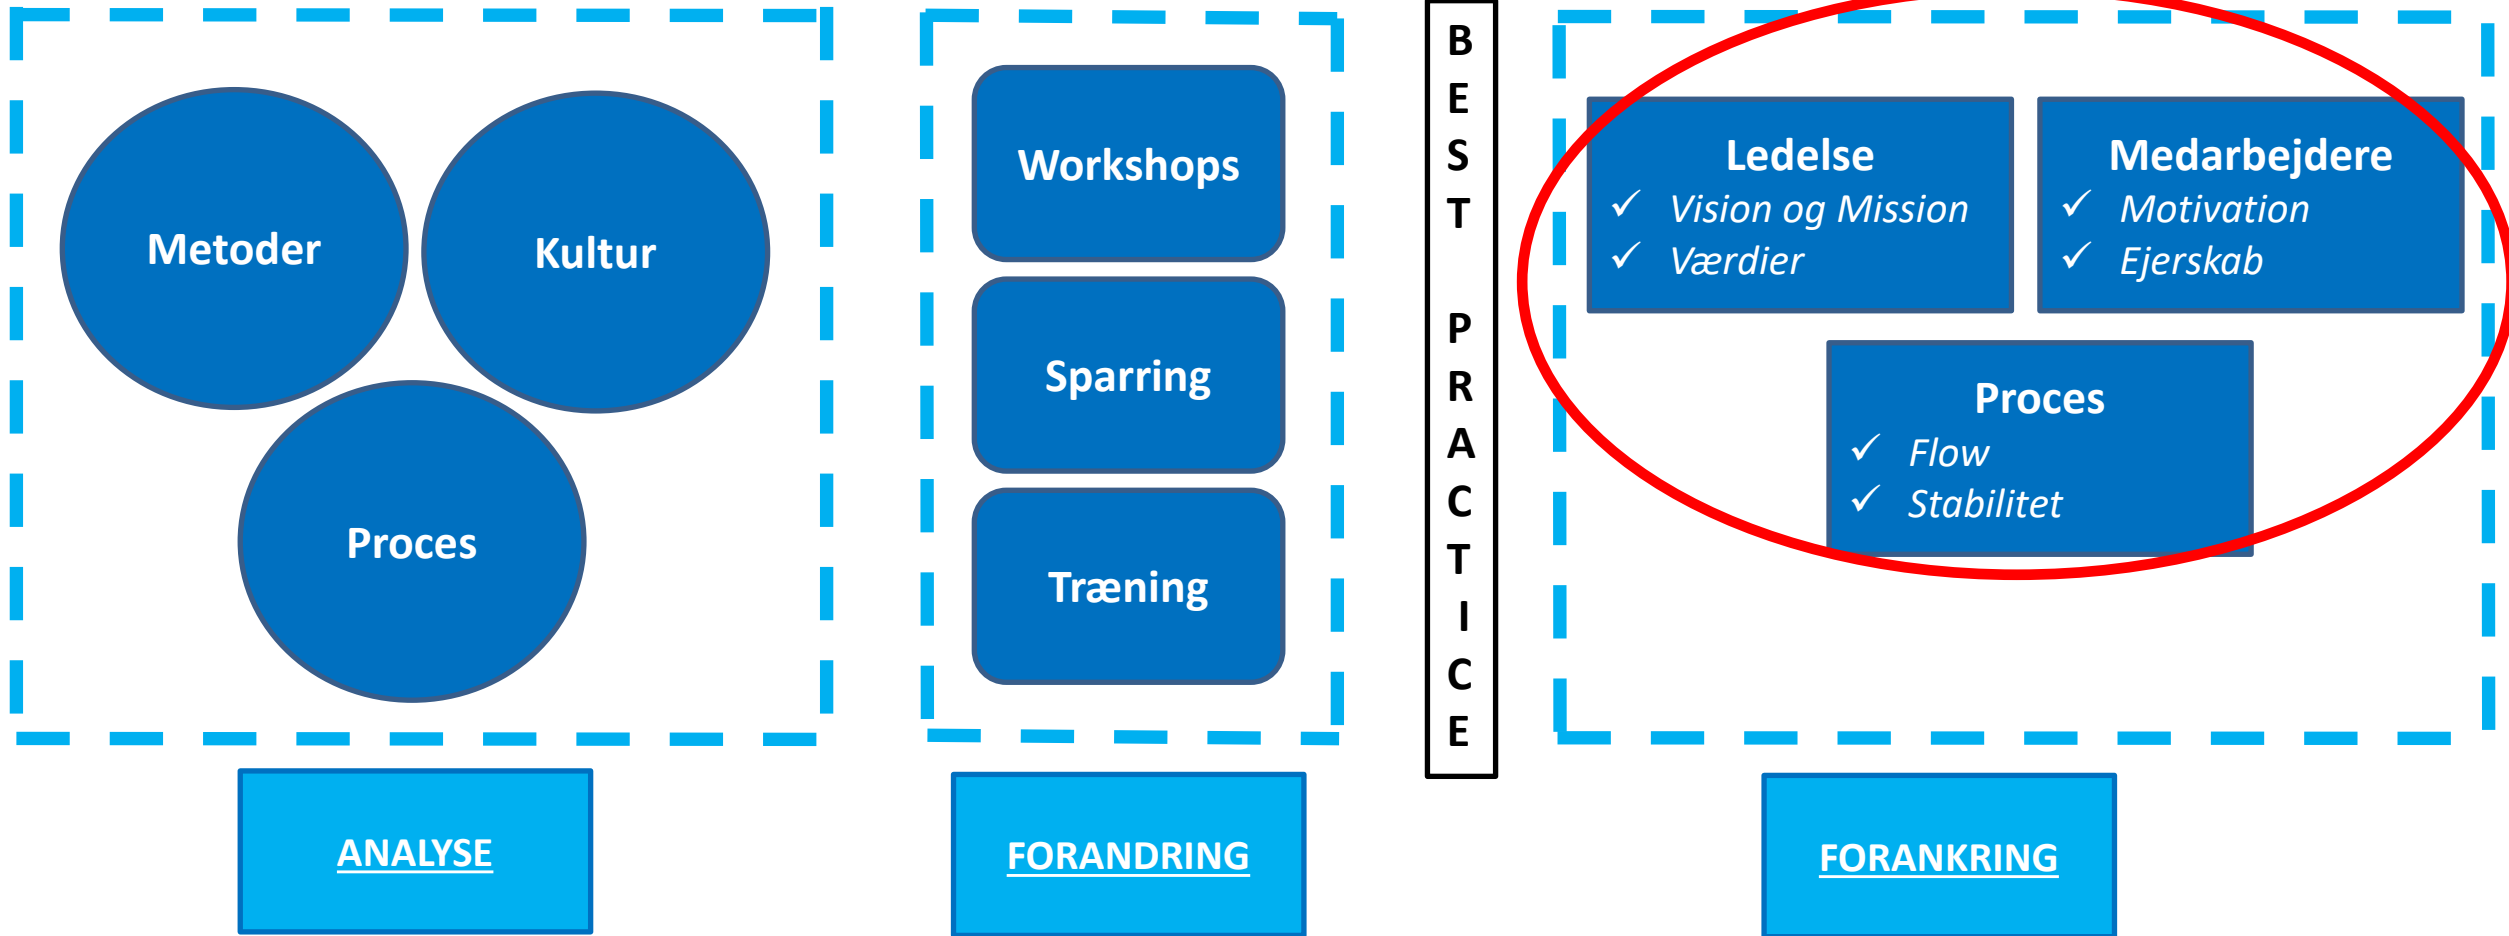 Metoder
Kultur
Proces
ANALYSE
Workshops
Sparring
Træning
FORANDRING
B
E
S
T
P
R
A
C
T
I
C
E
Ledelse
✓ Vision og Mission
✓ Værdier
Medarbejdere
✓ Motivation
✓ Ejerskab
Proces
✓ Flow
✓ Stabilitet
FORANKRING